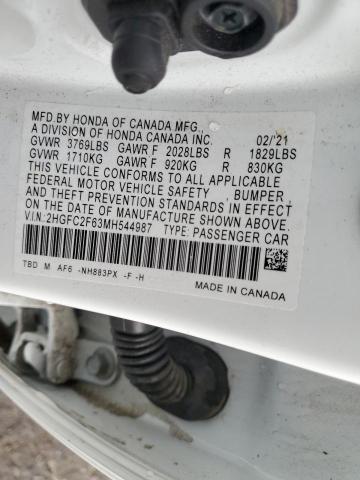 MFD.BY HONDA OF CANADA MFG.,
A DIVISION OF HONDA CANADA INC. 02/'21
GVWR 3769LBS GAWR F 2028LBS R 1829LBS
GVWR 1710KG GAWR F 920KG R 830KG
THIS VEHICLE CONFORMS TO ALL APPLICABLE
FEDERAL MOTOR VEHICLE SAFETY , BUMPER ,
AND THEFT PREVENTION STANDARDS IN EFFECT
ON THE DATE OF MANUFACTURE SHOWN ABOVE.
V.I.N: 2HGFC2F63MH544987 TYPE: PASSENGER CAR
TBD M AF6 -NH883PX -F -H
MADE IN CANADA